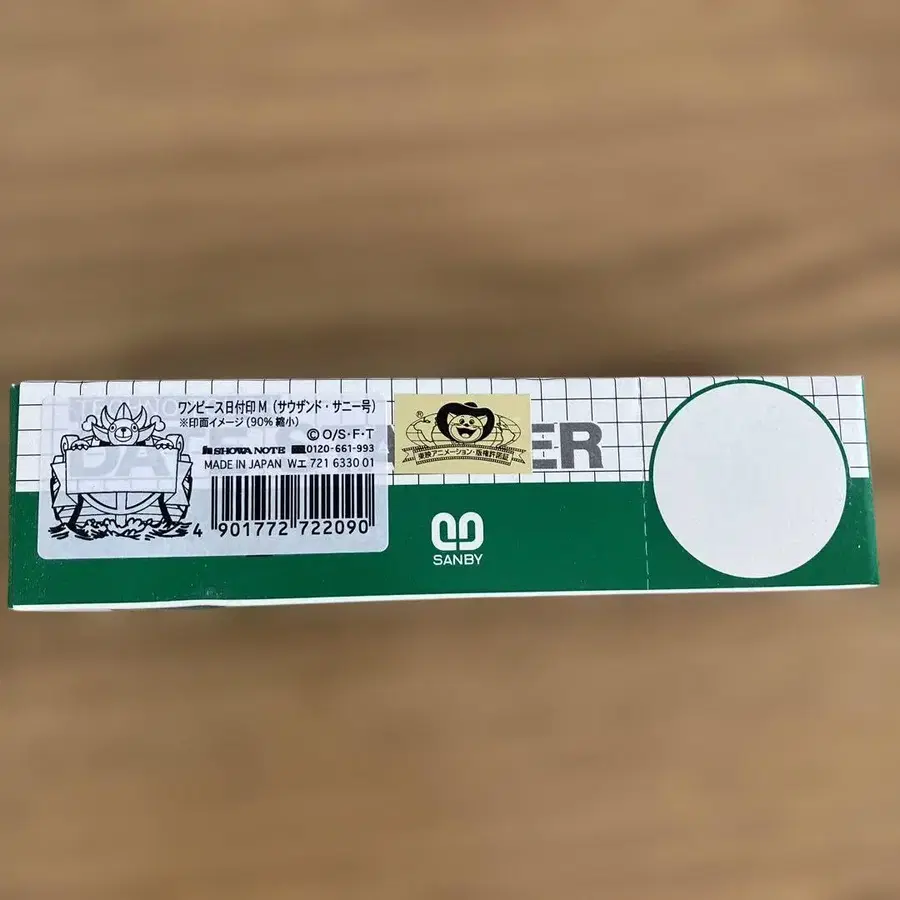 ワンピース日付印 M (サウザンド・サニー号)
※印面イメージ (90% 縮小)
© O/S・F・T
SHOWA NOTE 0120-661-993
MADE IN JAPAN Wエ 721 6330 01
4 901772 722090
®
東映アニメーション・版権許諾証
SANBY